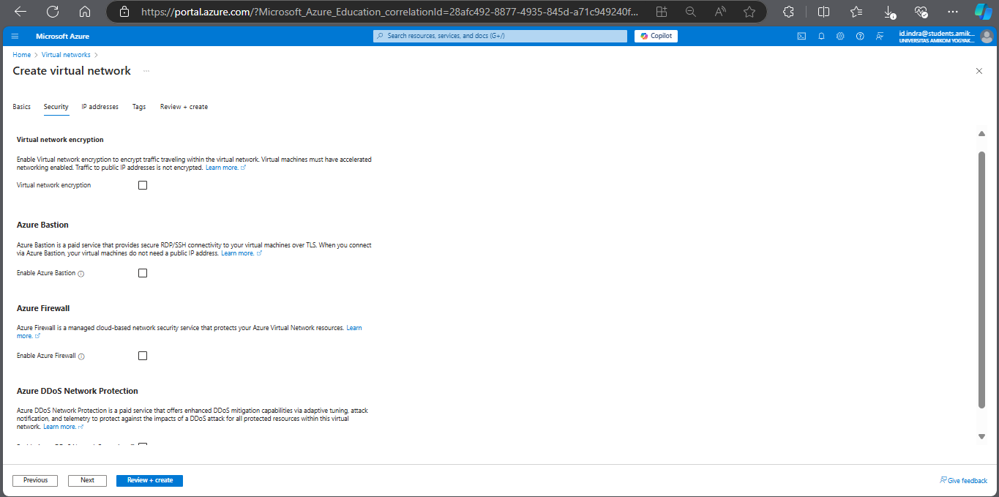 https://portal.azure.com/?Microsoft_Azure_Education_correlationId=28afc492-8877-4935-845d-a71c949240f...
Microsoft Azure
Search resources, services, and docs (G+/)
Copilot
id.indra@students.amik...
UNIVERSITAS AMIKOM YOGYAK...
Home > Virtual networks >
Create virtual network ...
Basics Security IP addresses Tags Review + create
Virtual network encryption
Enable Virtual network encryption to encrypt traffic traveling within the virtual network. Virtual machines must have accelerated
networking enabled. Traffic to public IP addresses is not encrypted. Learn more.
Virtual network encryption
Azure Bastion
Azure Bastion is a paid service that provides secure RDP/SSH connectivity to your virtual machines over TLS. When you connect
via Azure Bastion, your virtual machines do not need a public IP address. Learn more.
Enable Azure Bastion
Azure Firewall
Azure Firewall is a managed cloud-based network security service that protects your Azure Virtual Network resources. Learn
more.
Enable Azure Firewall
Azure DDoS Network Protection
Azure DDoS Network Protection is a paid service that offers enhanced DDoS mitigation capabilities via adaptive tuning, attack
notification, and telemetry to protect against the impacts of a DDoS attack for all protected resources within this virtual
network. Learn more.
Previous Next Review + create Give feedback